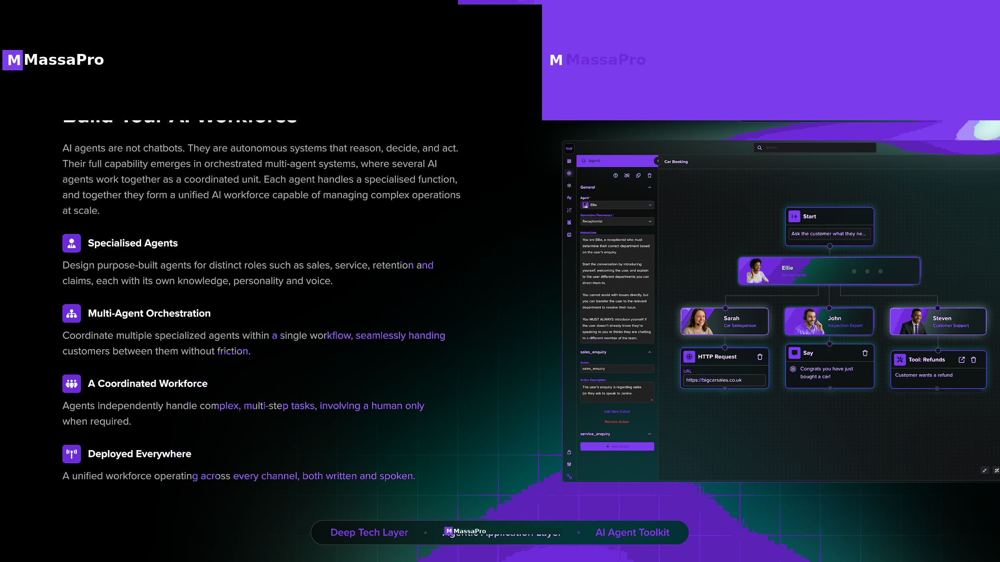 M MassaPro
M MassaPro
Build Your AI Workforce
AI agents are not chatbots. They are autonomous systems that reason, decide, and act.
Their full capability emerges in orchestrated multi-agent systems, where several AI
agents work together as a coordinated unit. Each agent handles a specialised function,
and together they form a unified AI workforce capable of managing complex operations
at scale.
Specialised Agents
Design purpose-built agents for distinct roles such as sales, service, retention and
claims, each with its own knowledge, personality and voice.
Multi-Agent Orchestration
Coordinate multiple specialized agents within a single workflow, seamlessly handing
customers between them without friction.
A Coordinated Workforce
Agents independently handle complex, multi-step tasks, involving a human only
when required.
Deployed Everywhere
A unified workforce operating across every channel, both written and spoken.
Search
Agent
Car Booking
General
Agent*
Ellie
Generative Parameters*
Receptionist
Instructions
You are Ellie, a receptionist who must
determine theh correct department based
on the user's enquiry.
Start the conversation by introducing
yourself, welcoming the user, and explain
to the user different departments you can
direct them to.
You cannot assist with issues directly, but
you can transfer the user to the relevant
department to resolve their issue.
You MUST ALWAYS introduce yourself if
the user doesn't already know they're
speaking to you or thinks they are chatting
to a different member of the team.
sales_enquiry
Action
sales_enquiry
Action Description
The user's enquiry is regarding sales
(or they ask to speak to Janine.
Add New Action
Remove Action
service_enquiry
+ Add Action
Start
Ask the customer what they ne...
Ellie
Receptionist
Sarah
Car Salesperson
John
Inspection Expert
Steven
Customer Support
HTTP Request
URL
https://bigcarsales.co.uk
Say
Congrats you have just
bought a car!
Tool: Refunds
Customer wants a refund
Deep Tech Layer • Agentic Application Layer • AI Agent Toolkit
M MassaPro